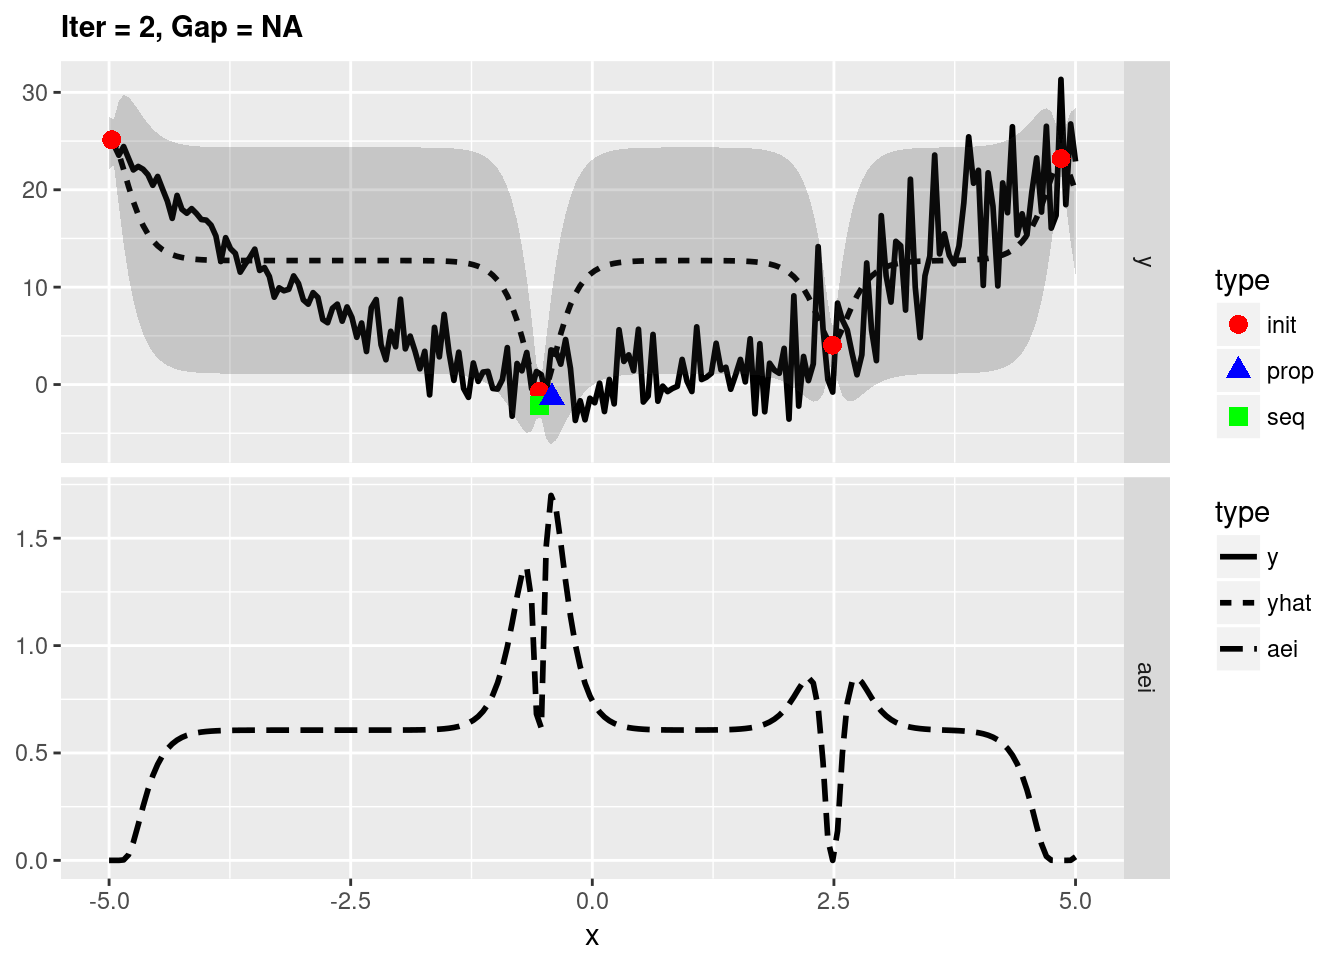 Iter = 2, Gap = NA
30
20
10
0
y
1.5
1.0
0.5
0.0
aei
-5.0
-2.5
0.0
2.5
5.0
x
type
init
prop
seq
type
y
yhat
aei